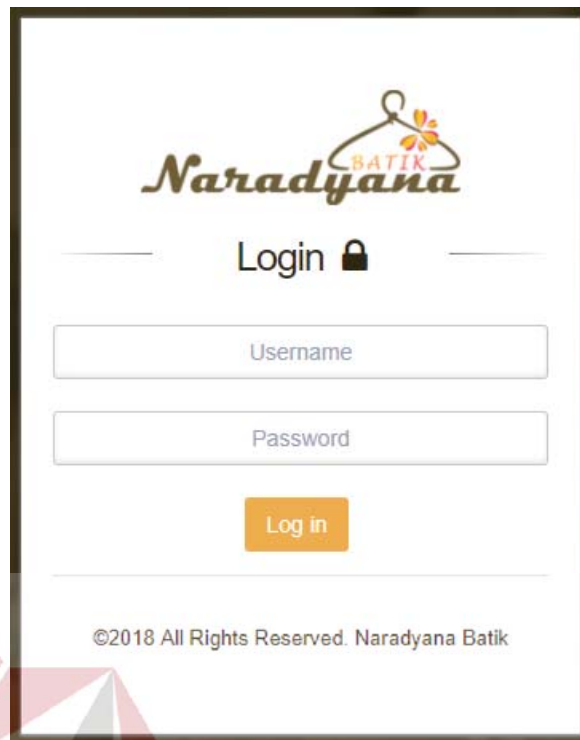 BATIK
Naradyana
Login
Username
Password
Log in
©2018 All Rights Reserved. Naradyana Batik